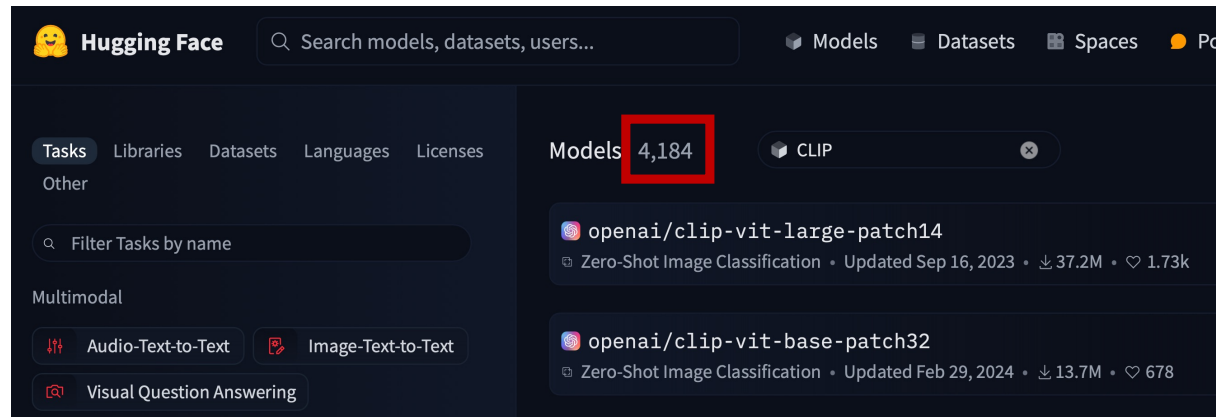 Hugging Face
Search models, datasets, users...
Models
Datasets
Spaces
Tasks
Libraries
Datasets
Languages
Licenses
Other
Filter Tasks by name
Multimodal
Audio-Text-to-Text
Image-Text-to-Text
Visual Question Answering
Models 4,184
CLIP
openai/clip-vit-large-patch14
Zero-Shot Image Classification • Updated Sep 16, 2023 • 37.2M • 1.73k
openai/clip-vit-base-patch32
Zero-Shot Image Classification • Updated Feb 29, 2024 • 13.7M • 678